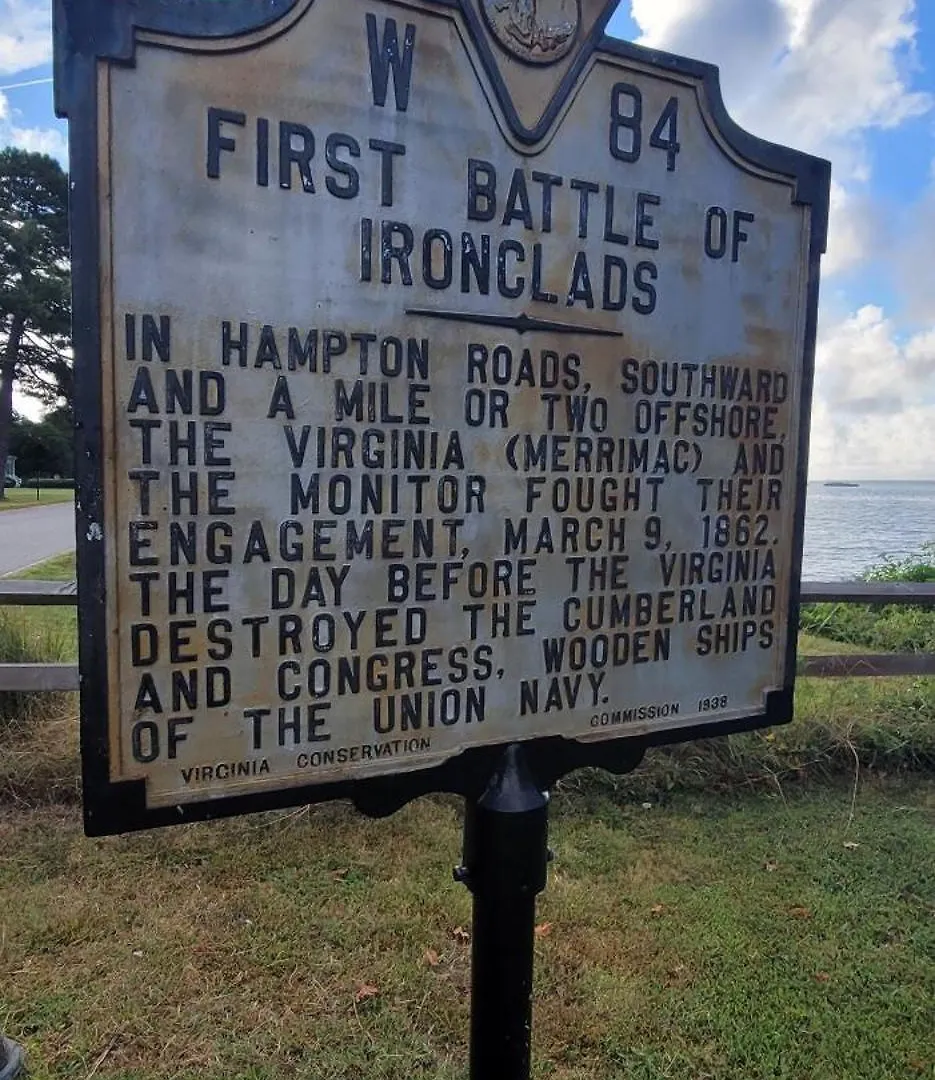 W 84
FIRST BATTLE OF
IRONCLADS
IN HAMPTON ROADS, SOUTHWARD
AND A MILE OR TWO OFFSHORE,
THE VIRGINIA (MERRIMAC) AND
THE MONITOR FOUGHT THEIR
ENGAGEMENT, MARCH 9, 1862.
THE DAY BEFORE THE VIRGINIA
DESTROYED THE CUMBERLAND
AND CONGRESS, WOODEN SHIPS
OF THE UNION NAVY.
VIRGINIA CONSERVATION COMMISSION 1938